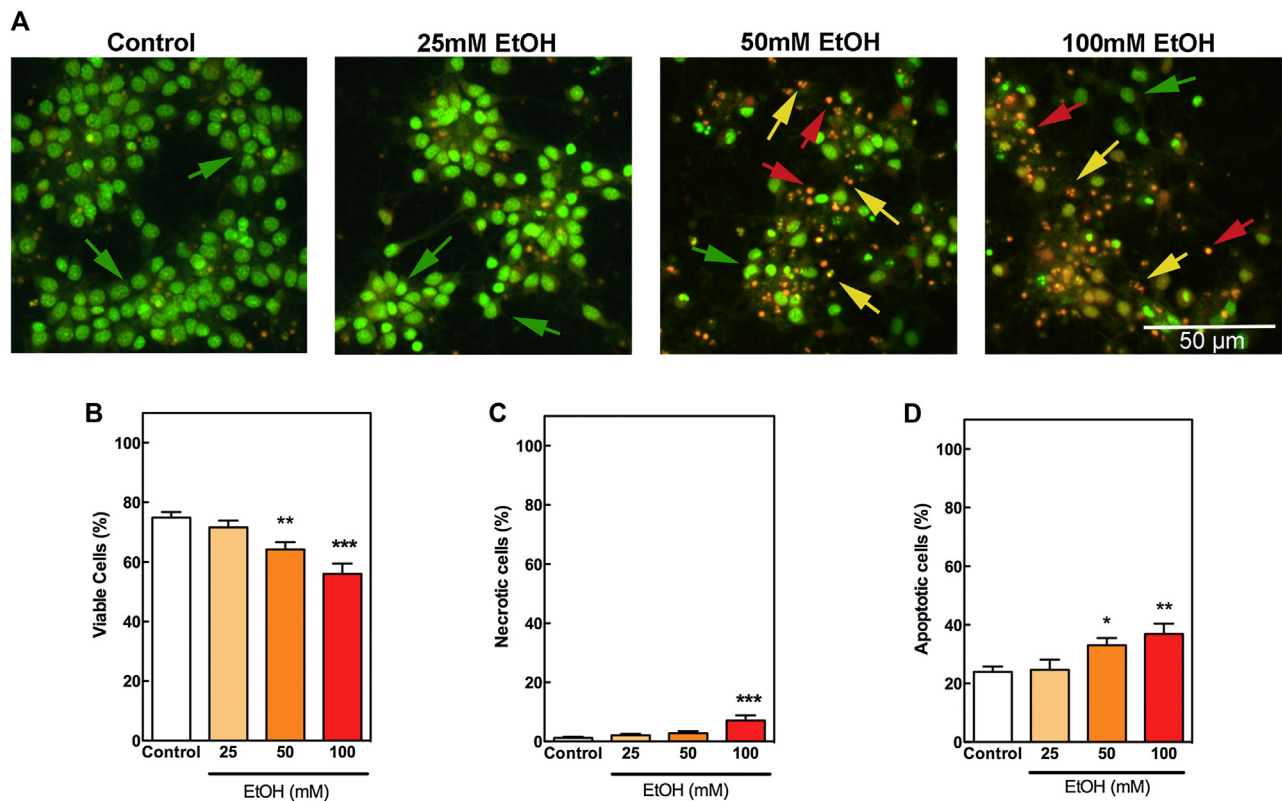 A
Control
25mM EtOH
50mM EtOH
100mM EtOH
50 µm
B
Viable Cells (%)
100
80
60
40
20
0
**
***
Control
25
50
100
EtOH (mM)
C
Necrotic cells (%)
100
80
60
40
20
0
***
Control
25
50
100
EtOH (mM)
D
Apoptotic cells (%)
100
80
60
40
20
0
*
**
Control
25
50
100
EtOH (mM)